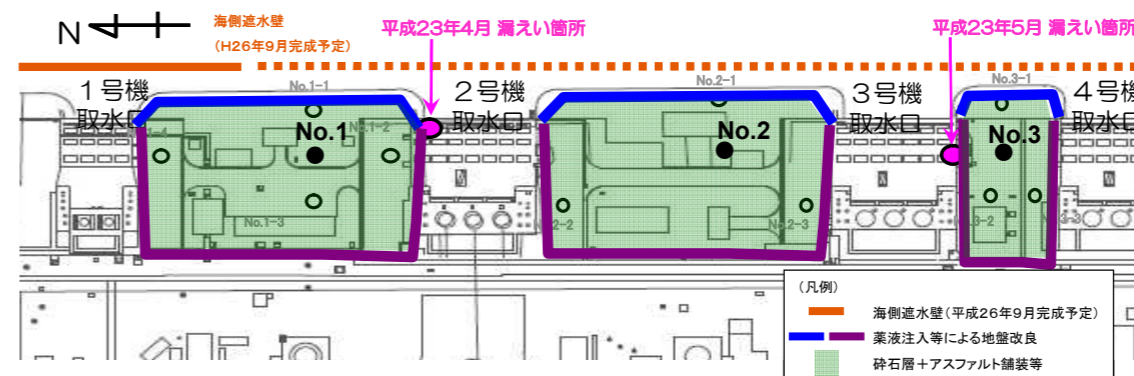 N
海側遮水壁
(H26年9月完成予定)
平成23年4月 漏えい箇所
平成23年5月 漏えい箇所
1号機
取水口
2号機
取水口
3号機
取水口
4号機
取水口
No.1-1
No.2-1
No.3-1
No.1-2
No.1
No.2
No.3
No.1-3
2-2
No.2-3
.3-2
(凡例)
海側遮水壁(平成26年9月完成予定)
薬液注入等による地盤改良
砕石層+アスファルト舗装等